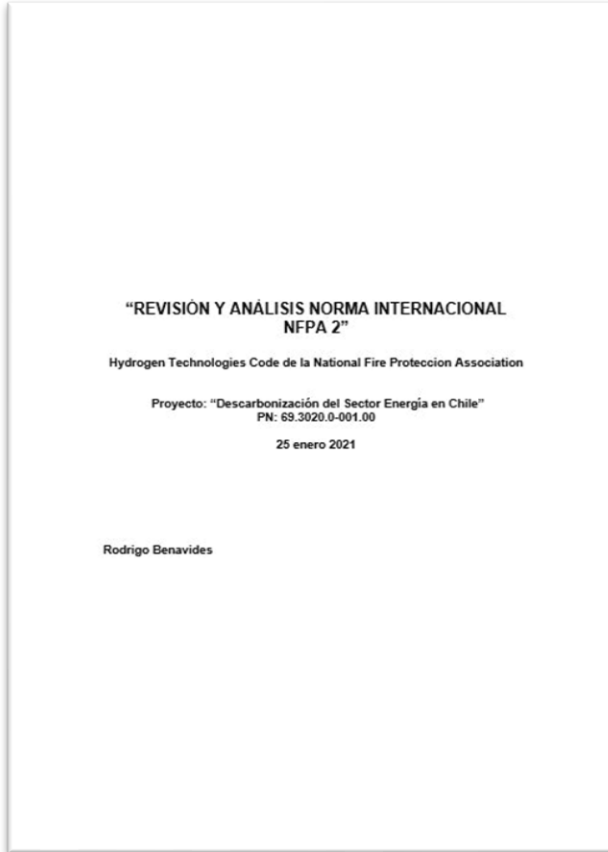 “REVISIÓN Y ANÁLISIS NORMA INTERNACIONAL
NFPA 2”
Hydrogen Technologies Code de la National Fire Proteccion Association
Proyecto: “Descarbonización del Sector Energía en Chile”
PN: 69.3020.0-001.00
25 enero 2021
Rodrigo Benavides